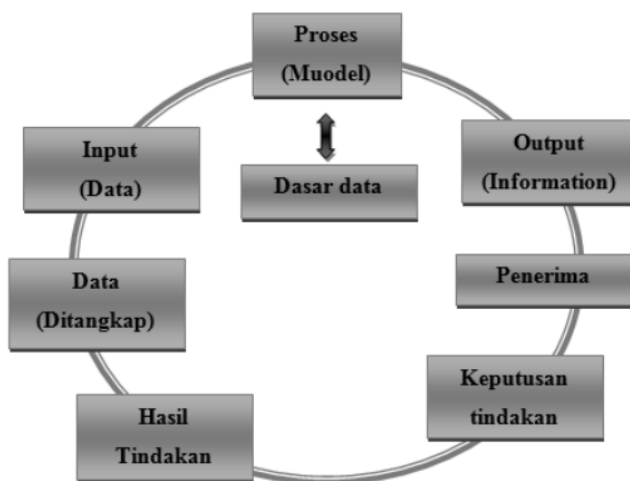 Proses
(Muodel)
Input
(Data)
Output
(Information)
Dasar data
Data
(Ditangkap)
Penerima
Keputusan
tindakan
Hasil
Tindakan